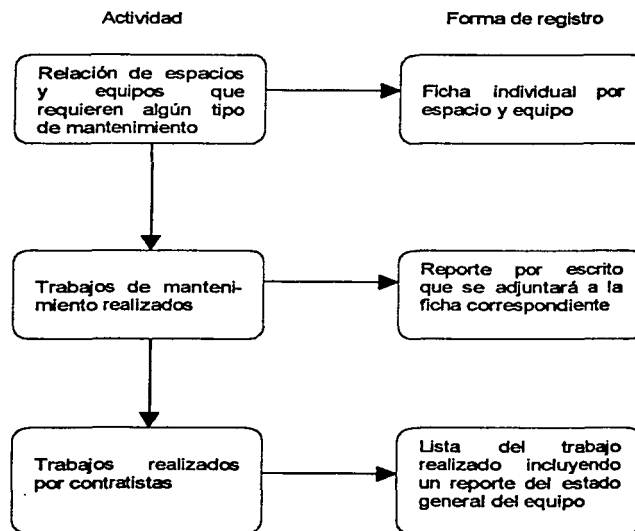 Actividad
Forma de registro
Relación de espacios
y equipos que
requieren algún tipo
de mantenimiento
Ficha individual por
espacio y equipo
Trabajos de manteni-
miento realizados
Reporte por escrito
que se adjuntará a la
ficha correspondiente
Trabajos realizados
por contratistas
Lista del trabajo
realizado incluyendo
un reporte del estado
general del equipo